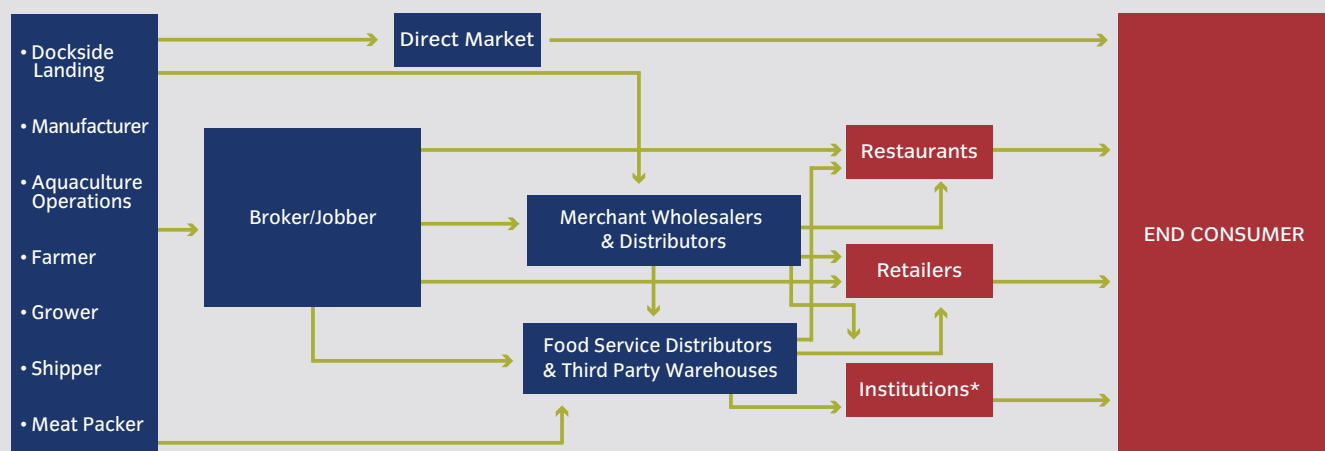 • Dockside
Landing
• Manufacturer
• Aquaculture
Operations
• Farmer
• Grower
• Shipper
• Meat Packer
Broker/Jobber
Direct Market
Merchant Wholesalers
& Distributors
Food Service Distributors
& Third Party Warehouses
Restaurants
Retailers
Institutions*
END CONSUMER